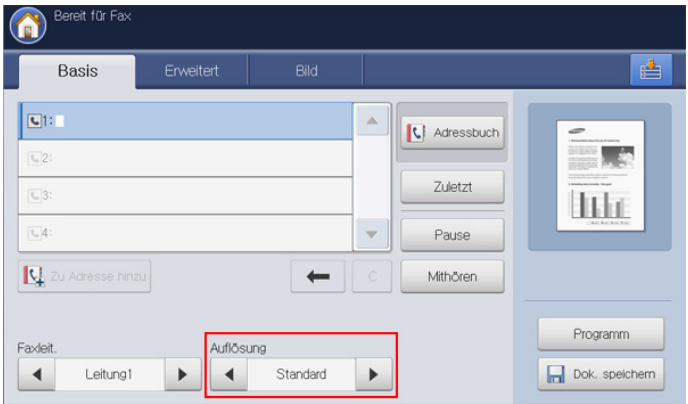 Bereit für Fax
Basis
Erweitert
Bild
1:
2:
3:
4:
Adressbuch
Zuletzt
Pause
Mithören
Zu Adresse hinzu
C
Faxleit.
Leitung1
Auflösung
Standard
Programm
Dok. speichern